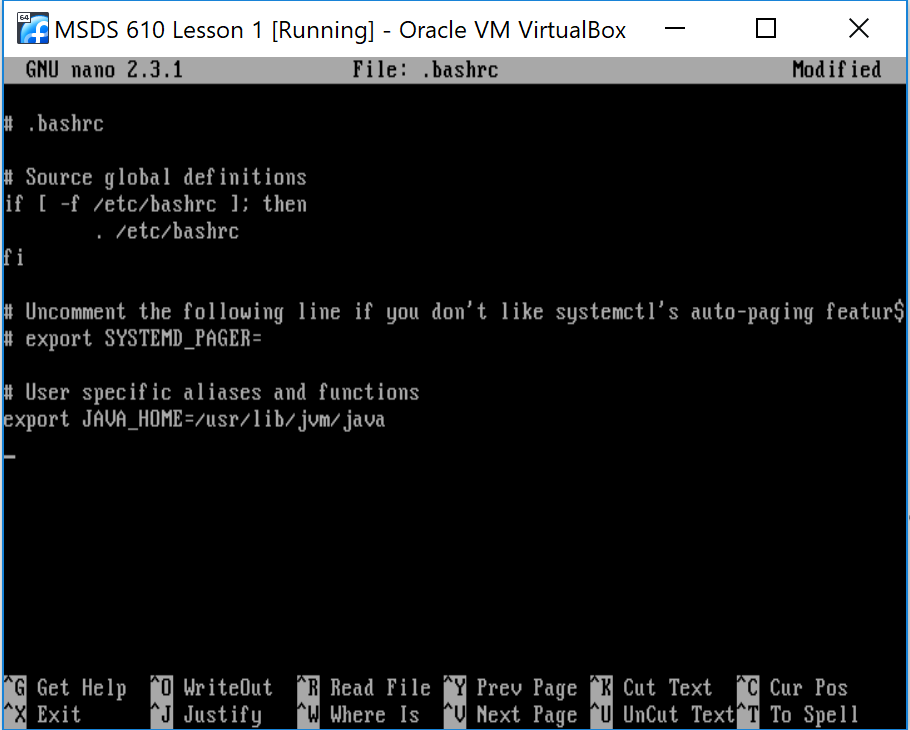 64
MSDS 610 Lesson 1 [Running] - Oracle VM VirtualBox
GNU nano 2.3.1 File: .bashrc Modified
# .bashrc
# Source global definitions
if [ -f /etc/bashrc ]; then
. /etc/bashrc
fi
# Uncomment the following line if you don't like systemctl's auto-paging featur$
# export SYSTEMD_PAGER=
# User specific aliases and functions
export JAVA_HOME=/usr/lib/jvm/java
^G Get Help ^O WriteOut ^R Read File ^Y Prev Page ^K Cut Text ^C Cur Pos
^X Exit ^J Justify ^W Where Is ^V Next Page ^U UnCut Text ^T To Spell